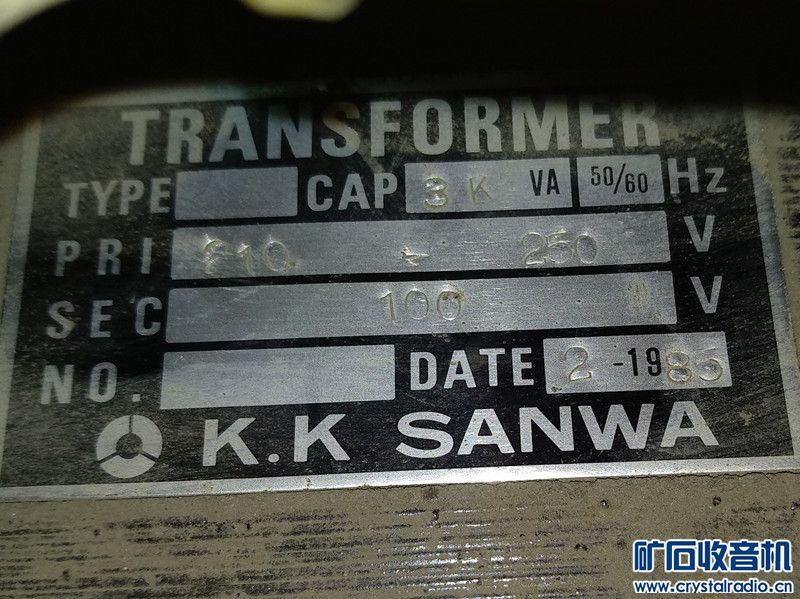 TRANSFORMER
TYPE CAP 3 K VA 50/60 Hz
PRI 210 - 250 V
SEC 100 V
NO. DATE 2 -1985
K.K SANWA
矿石收音机
www.crystalradio.cn